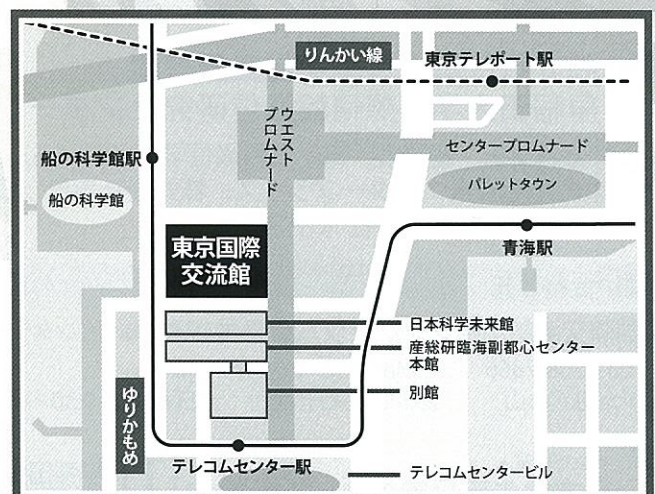 りんかい線
東京テレポート駅
ウエスト
プロムナード
センタープロムナード
船の科学館駅
船の科学館
パレットタウン
東京国際
交流館
青海駅
日本科学未来館
産総研臨海副都心センター
本館
別館
ゆりかもめ
テレコムセンター駅
テレコムセンタービル